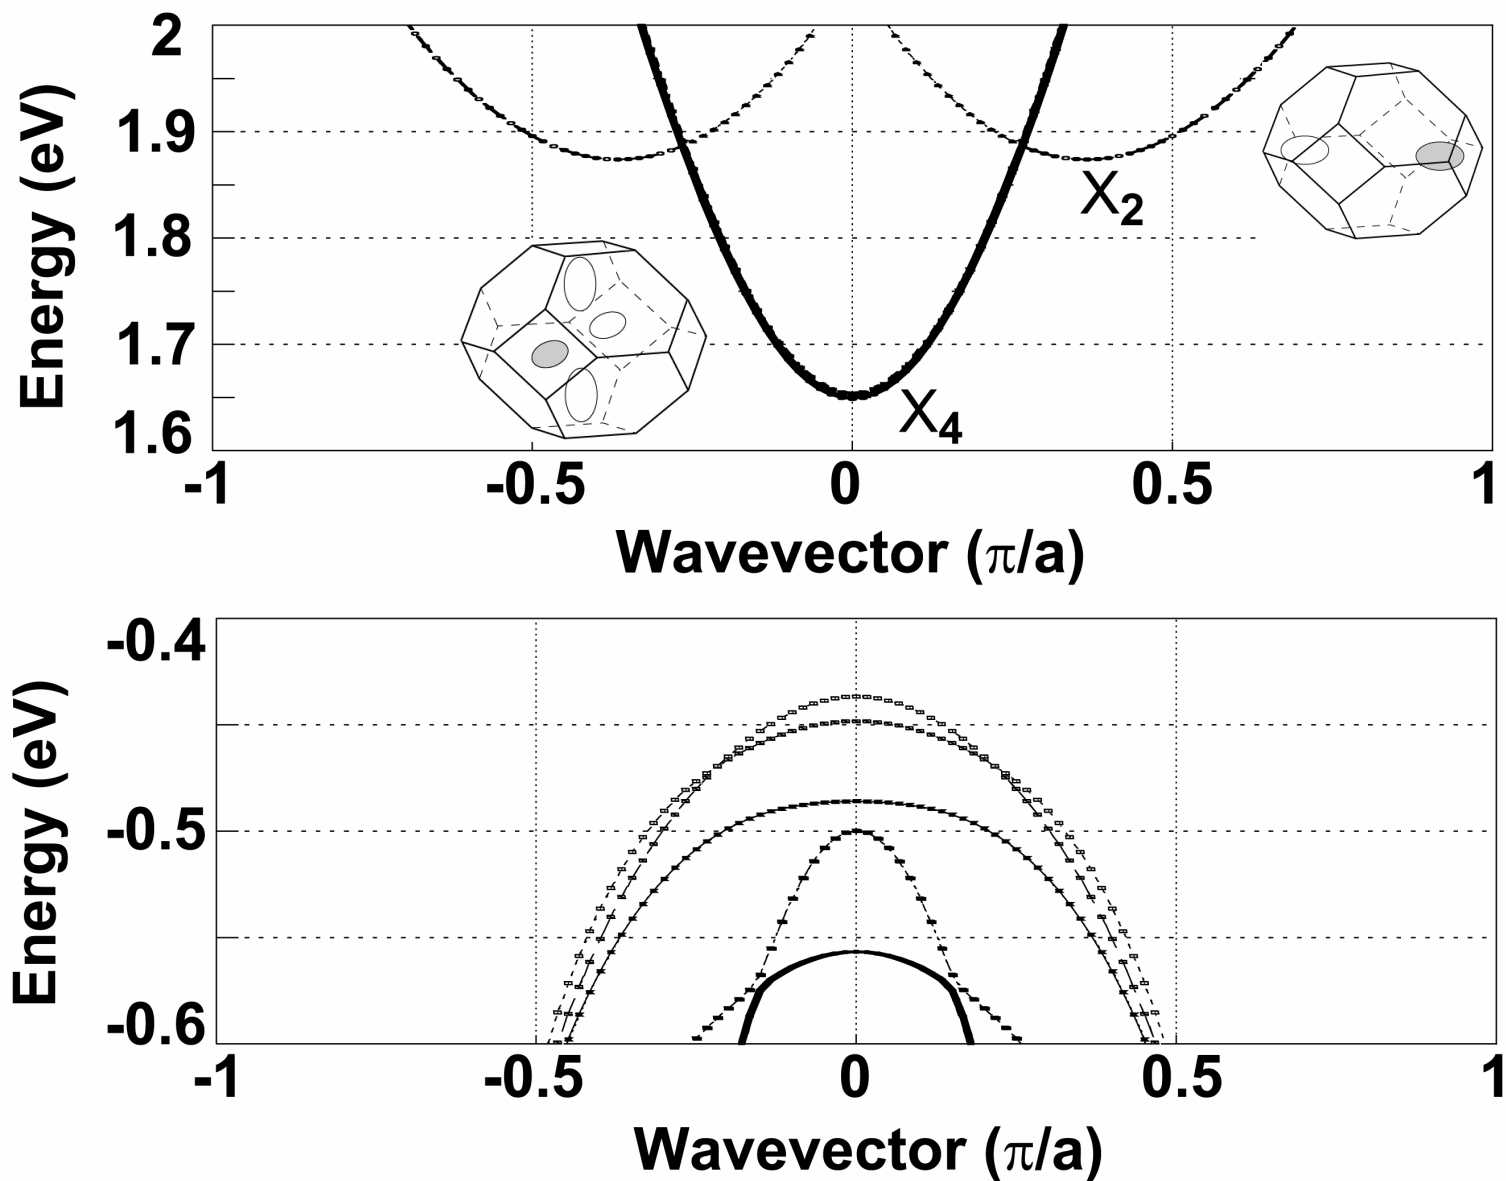 2
1.9
1.8
1.7
1.6
Energy (eV)
X2
X4
-1 -0.5 0 0.5 1
Wavevector (π/a)
-0.4
-0.5
-0.6
Energy (eV)
-1 -0.5 0 0.5 1
Wavevector (π/a)